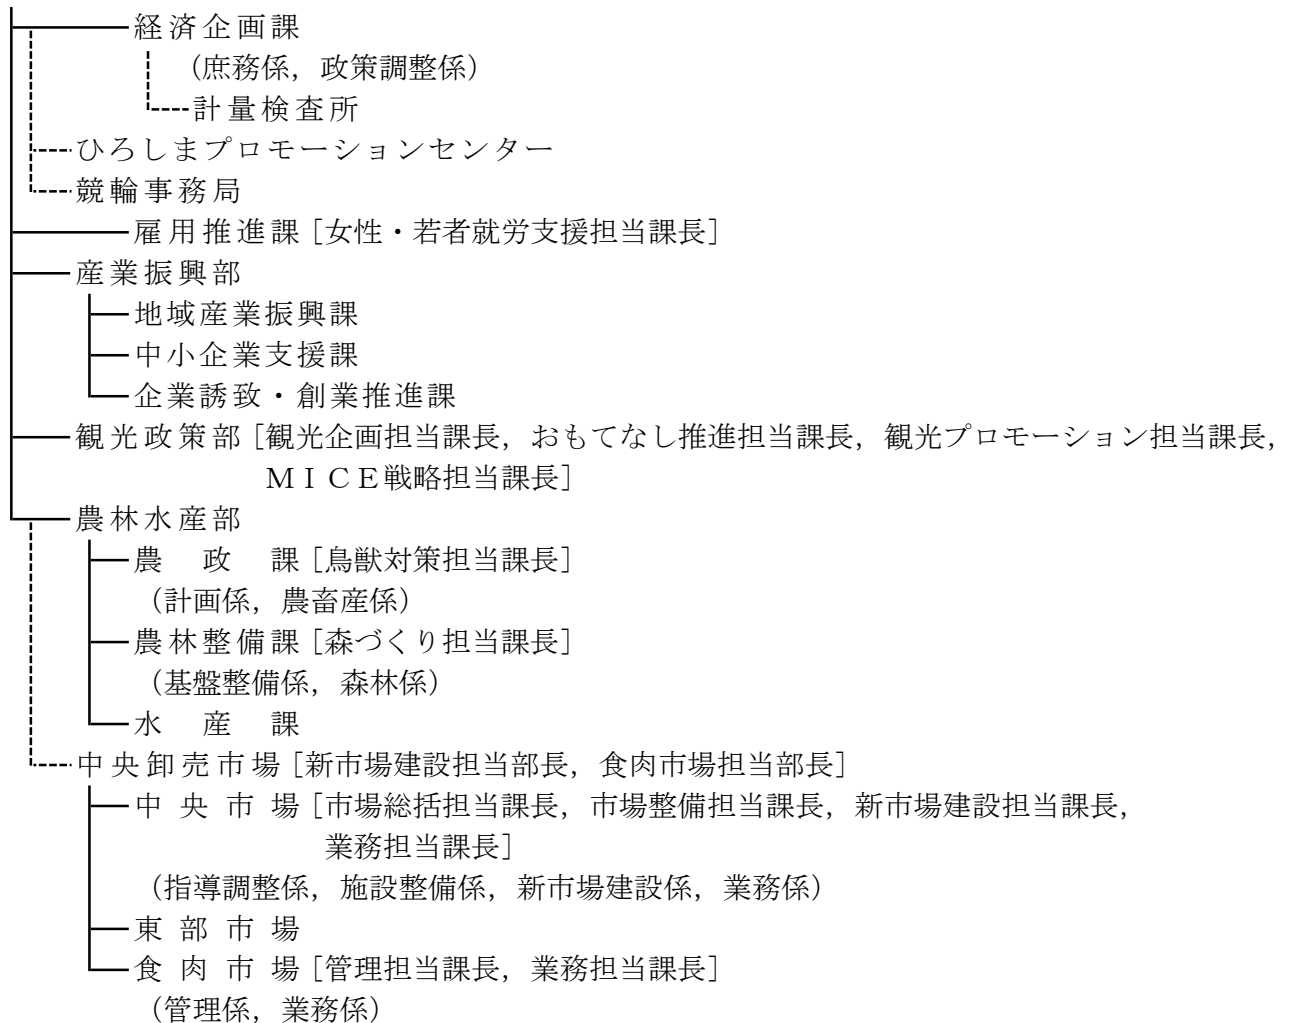 経済企画課
（庶務係，政策調整係）
計量検査所
ひろしまプロモーションセンター
競輪事務局
雇用推進課［女性・若者就労支援担当課長］
産業振興部
地域産業振興課
中小企業支援課
企業誘致・創業推進課
観光政策部［観光企画担当課長，おもてなし推進担当課長，観光プロモーション担当課長，
ＭＩＣＥ戦略担当課長］
農林水産部
農　政　課［鳥獣対策担当課長］
（計画係，農畜産係）
農林整備課［森づくり担当課長］
（基盤整備係，森林係）
水　産　課
中央卸売市場［新市場建設担当部長，食肉市場担当部長］
中 央 市 場［市場総括担当課長，市場整備担当課長，新市場建設担当課長，
業務担当課長］
（指導調整係，施設整備係，新市場建設係，業務係）
東 部 市 場
食 肉 市 場［管理担当課長，業務担当課長］
（管理係，業務係）